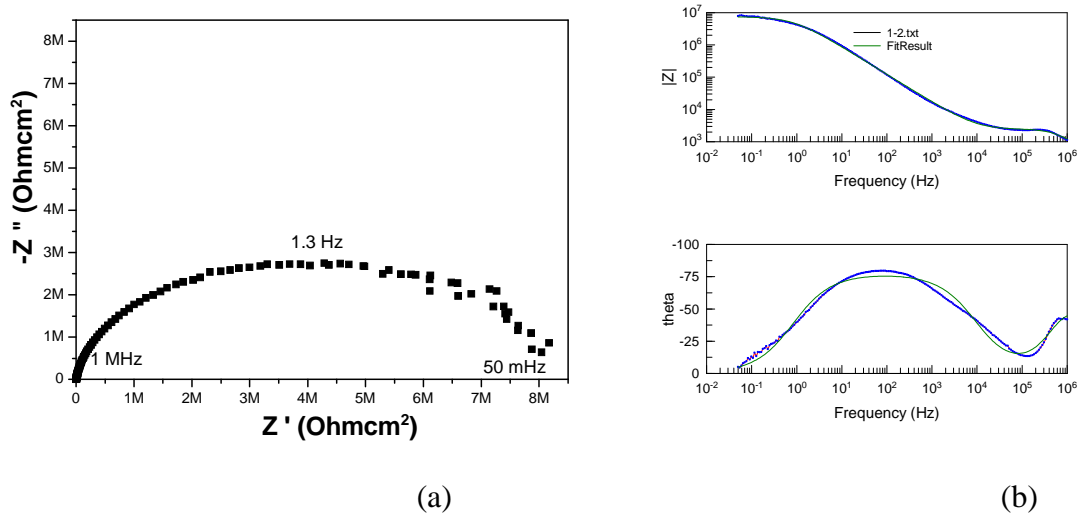 8M
7M
6M
5M
4M
3M
2M
1M
0
-Z '' (Ohmcm²)
1.3 Hz
1 MHz
50 mHz
0 1M 2M 3M 4M 5M 6M 7M 8M
Z ' (Ohmcm²)
(a)
10⁷
10⁶
10⁵
10⁴
10³
|Z|
1-2.txt
FitResult
10⁻² 10⁻¹ 10⁰ 10¹ 10² 10³ 10⁴ 10⁵ 10⁶
Frequency (Hz)
-100
-75
-50
-25
0
theta
10⁻² 10⁻¹ 10⁰ 10¹ 10² 10³ 10⁴ 10⁵ 10⁶
Frequency (Hz)
(b)